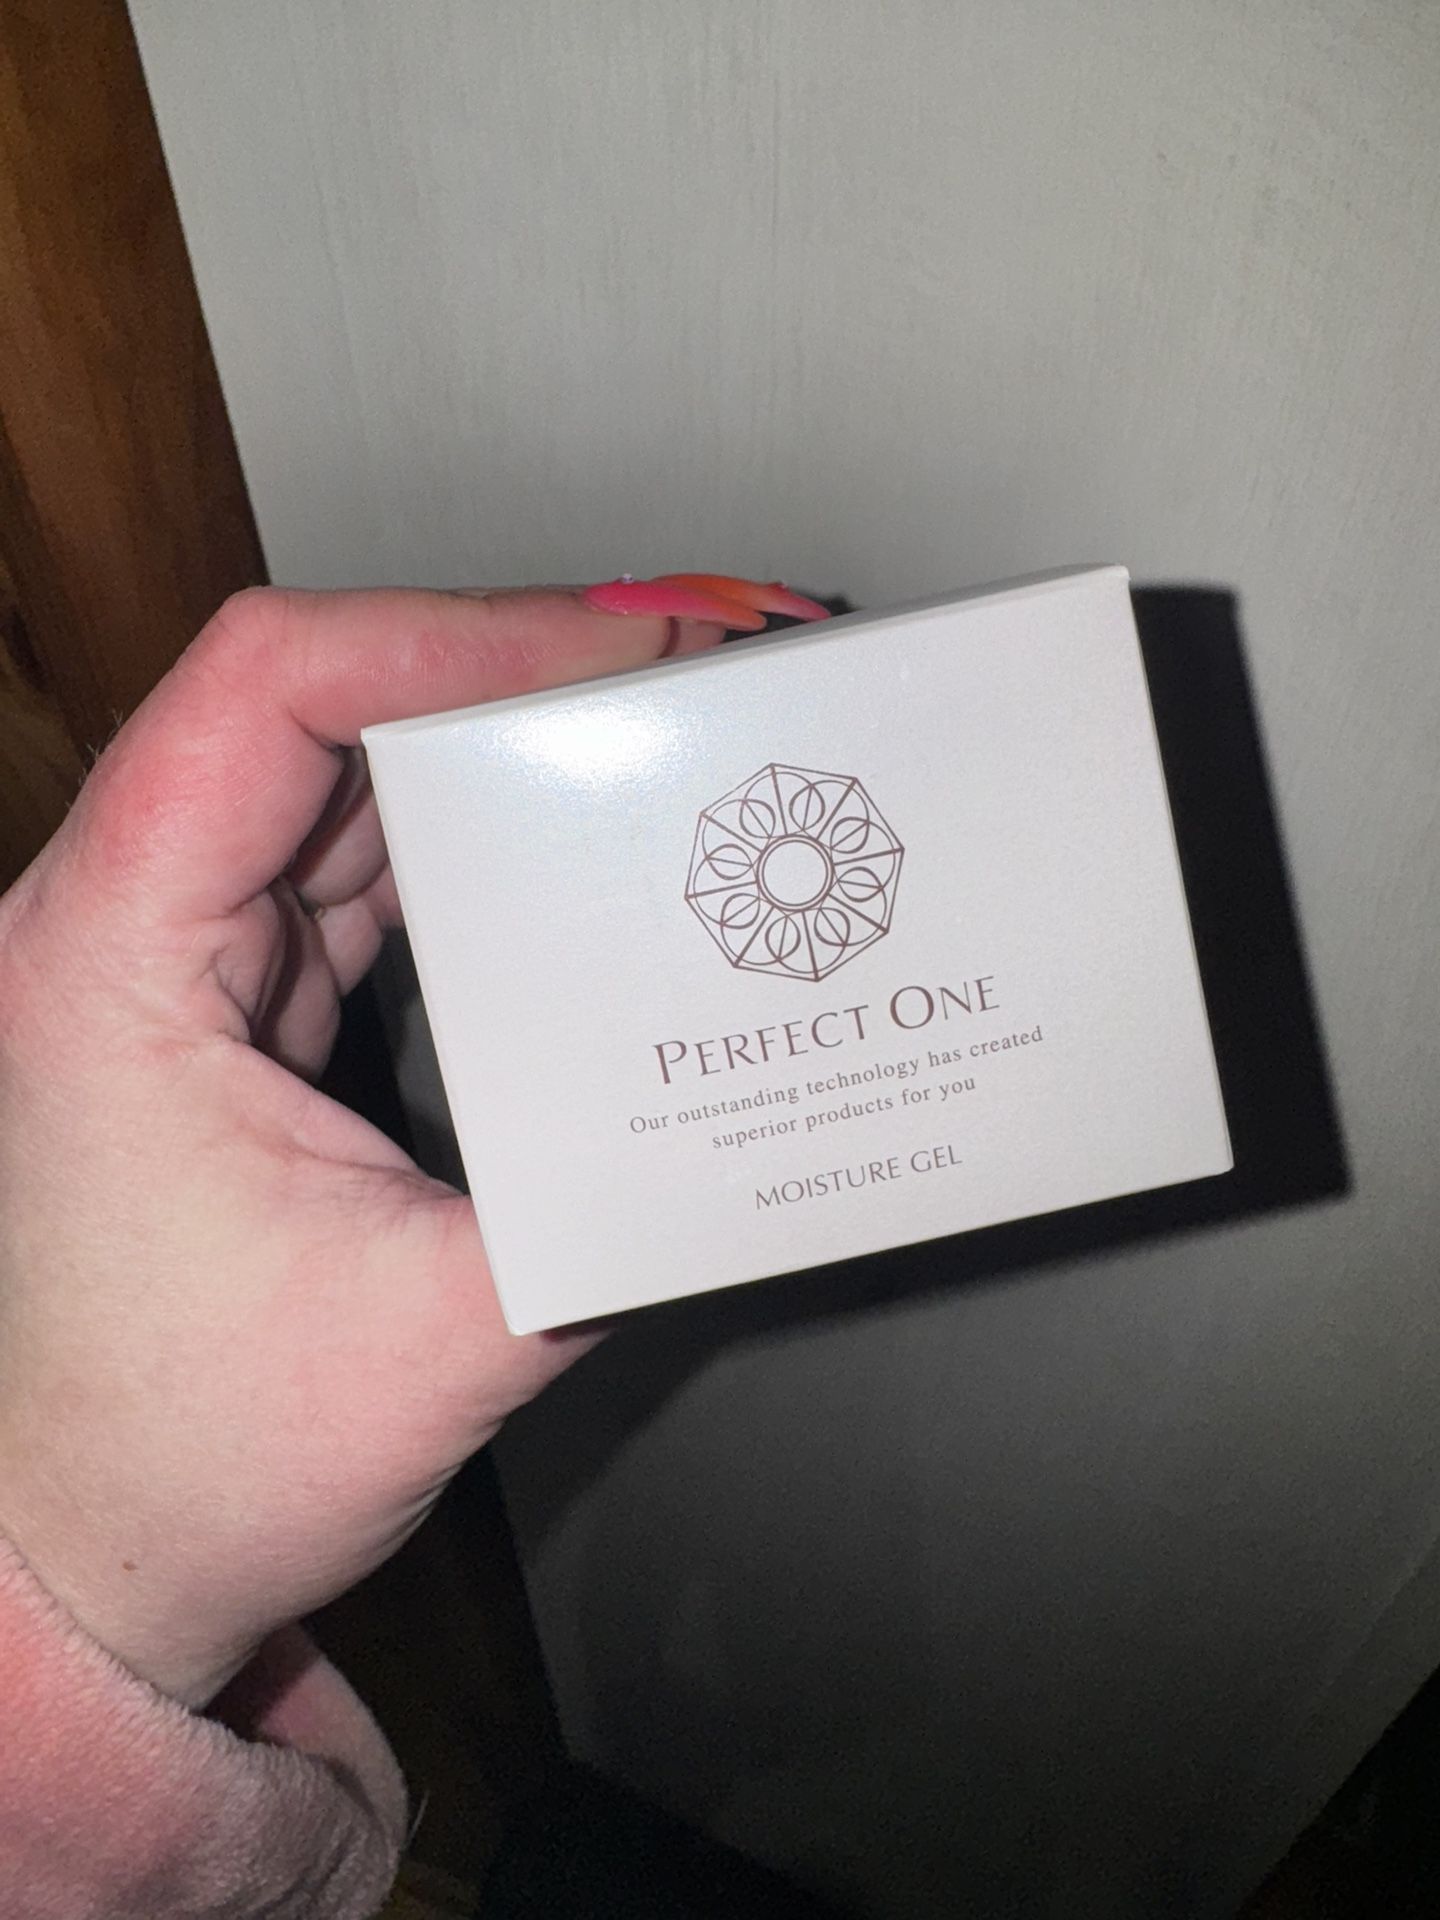 PERFECT ONE
Our outstanding technology has created
superior products for you
MOISTURE GEL